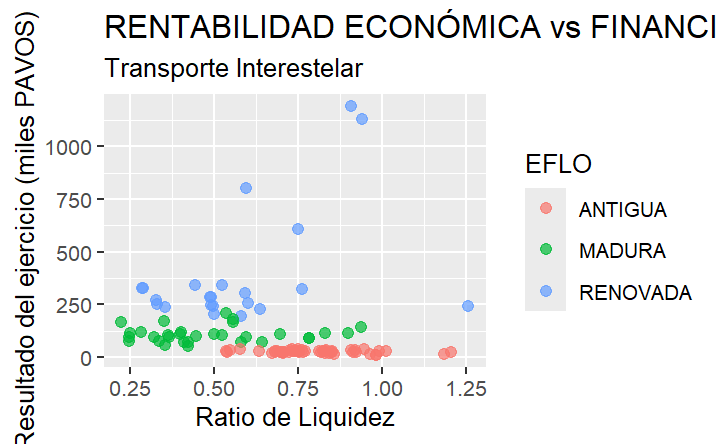 RENTABILIDAD ECONÓMICA vs FINANCI
Transporte Interestelar
Resultado del ejercicio (miles PAVOS)
1000
750
500
250
0
0.25 0.50 0.75 1.00 1.25
Ratio de Liquidez
EFLO
ANTIGUA
MADURA
RENOVADA